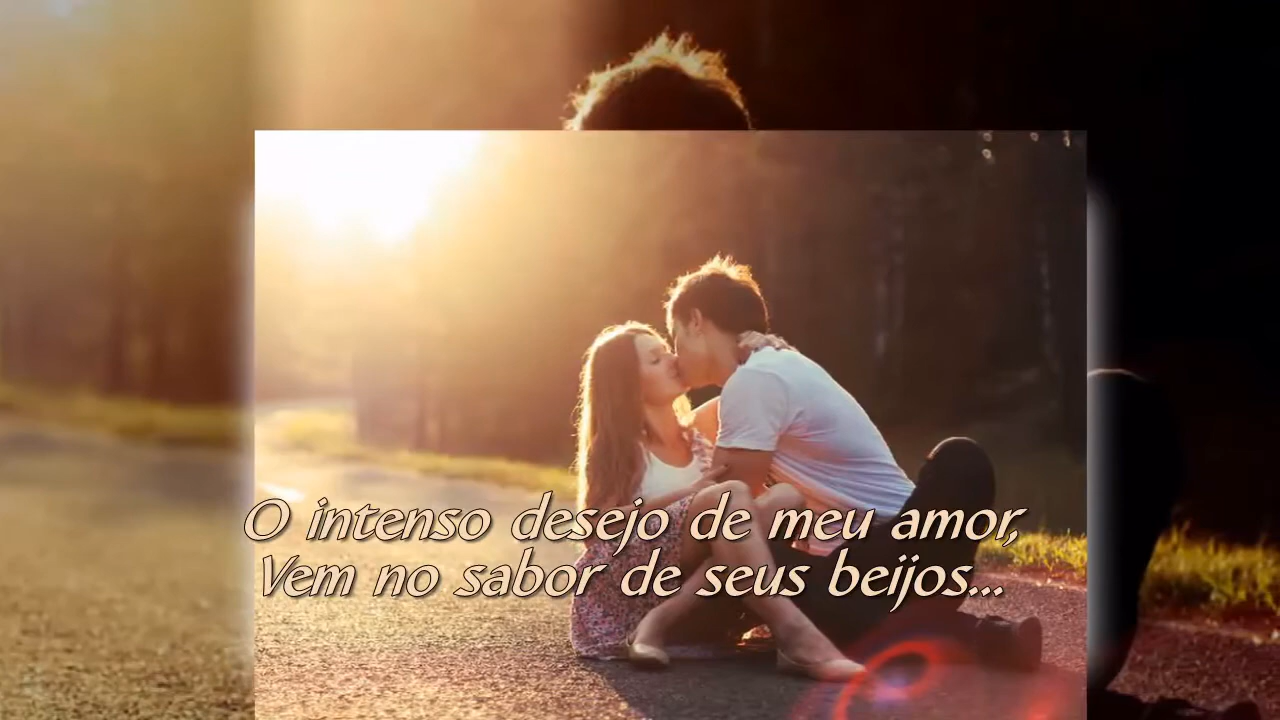 O intenso desejo de meu amor,
Vem no sabor de seus beijos...